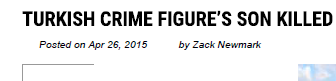 TURKISH CRIME FIGURE'S SON KILLED
Posted on Apr 26, 2015 by Zack Newmark